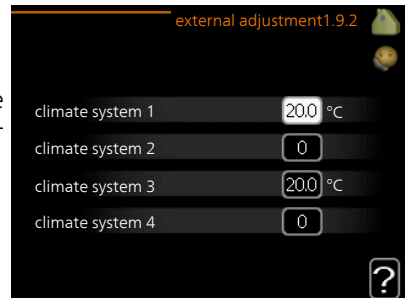 external adjustment1.9.2
climate system 1 20.0 °C
climate system 2 0
climate system 3 20.0 °C
climate system 4 0
?